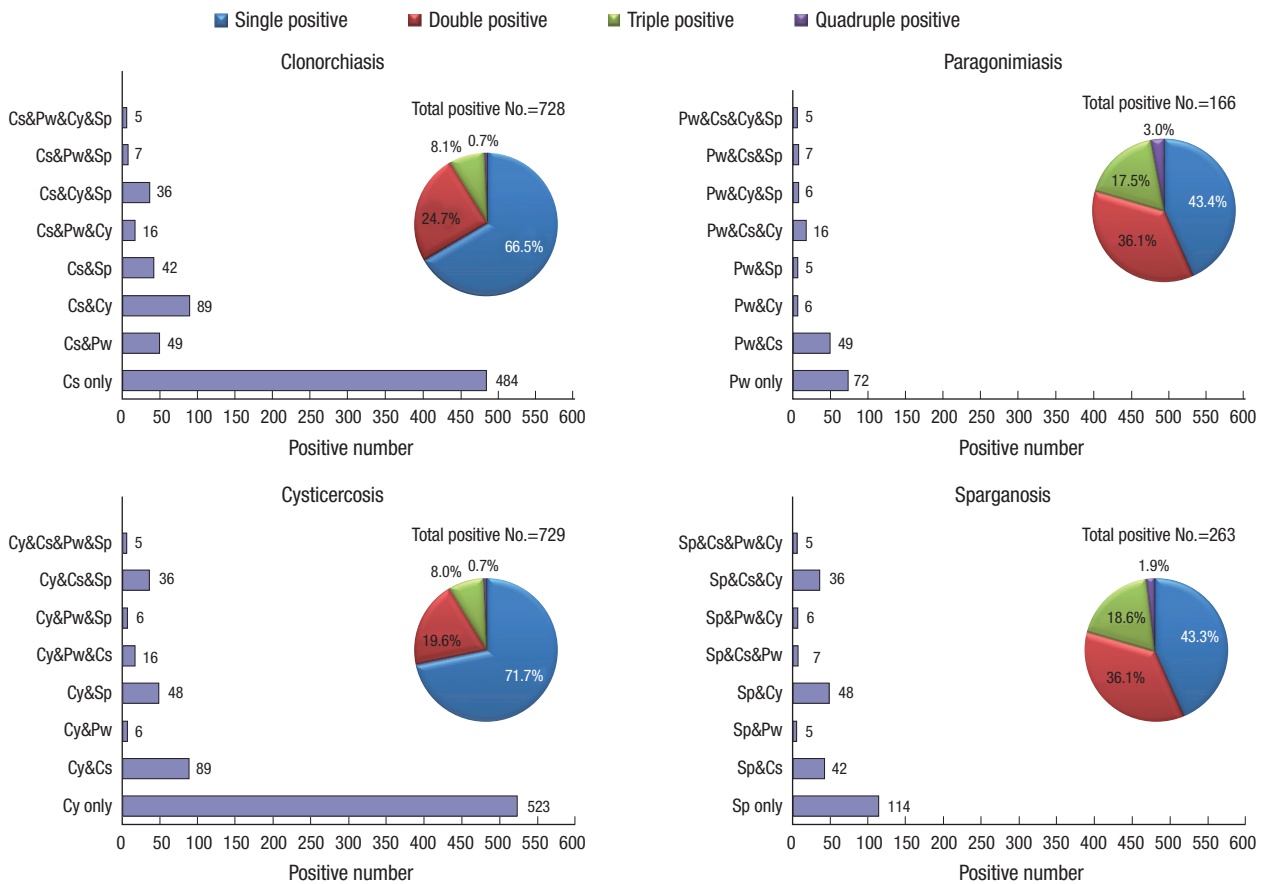 Single positive Double positive Triple positive Quadruple positive
Clonorchiasis
Total positive No.=728
Cs&Pw&Cy&Sp 5
Cs&Pw&Sp 7
Cs&Cy&Sp 36
Cs&Pw&Cy 16
Cs&Sp 42
Cs&Cy 89
Cs&Pw 49
Cs only 484
0.7%
8.1%
24.7%
66.5%
0 50 100 150 200 250 300 350 400 450 500 550 600
Positive number
Paragonimiasis
Total positive No.=166
Pw&Cs&Cy&Sp 5
Pw&Cs&Sp 7
Pw&Cy&Sp 6
Pw&Cs&Cy 16
Pw&Sp 5
Pw&Cy 6
Pw&Cs 49
Pw only 72
3.0%
17.5%
43.4%
36.1%
0 50 100 150 200 250 300 350 400 450 500 550 600
Positive number
Cysticercosis
Total positive No.=729
Cy&Cs&Pw&Sp 5
Cy&Cs&Sp 36
Cy&Pw&Sp 6
Cy&Pw&Cs 16
Cy&Sp 48
Cy&Pw 6
Cy&Cs 89
Cy only 523
0.7%
8.0%
19.6%
71.7%
0 50 100 150 200 250 300 350 400 450 500 550 600
Positive number
Sparganosis
Total positive No.=263
Sp&Cs&Pw&Cy 5
Sp&Cs&Cy 36
Sp&Pw&Cy 6
Sp&Cs&Pw 7
Sp&Cy 48
Sp&Pw 5
Sp&Cs 42
Sp only 114
1.9%
18.6%
43.3%
36.1%
0 50 100 150 200 250 300 350 400 450 500 550 600
Positive number